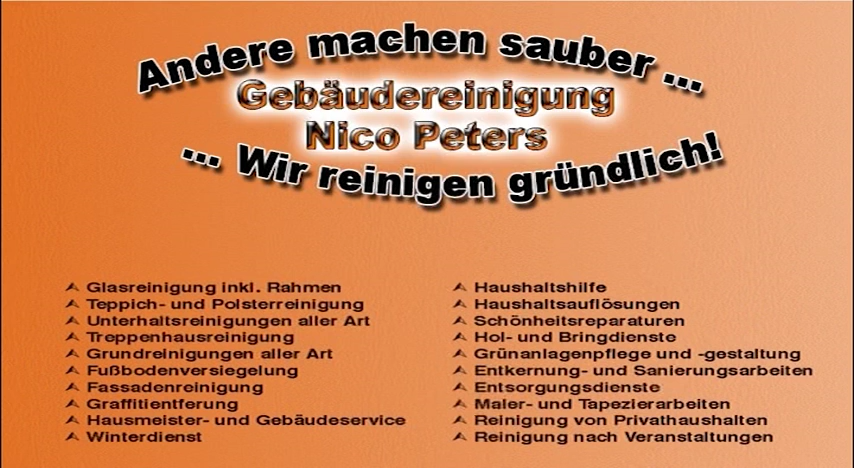 Andere machen sauber ...
Gebäudereinigung
Nico Peters
... Wir reinigen gründlich!
Glasreinigung inkl. Rahmen
Teppich- und Polsterreinigung
Unterhaltsreinigungen aller Art
Treppenhausreinigung
Grundreinigungen aller Art
Fußbodenversiegelung
Fassadenreinigung
Graffitientferung
Hausmeister- und Gebäudeservice
Winterdienst
Haushaltshilfe
Haushaltsauflösungen
Schönheitsreparaturen
Hol- und Bringdienste
Grünanlagenpflege und -gestaltung
Entkernung- und Sanierungsarbeiten
Entsorgungsdienste
Maler- und Tapezierarbeiten
Reinigung von Privathaushalten
Reinigung nach Veranstaltungen